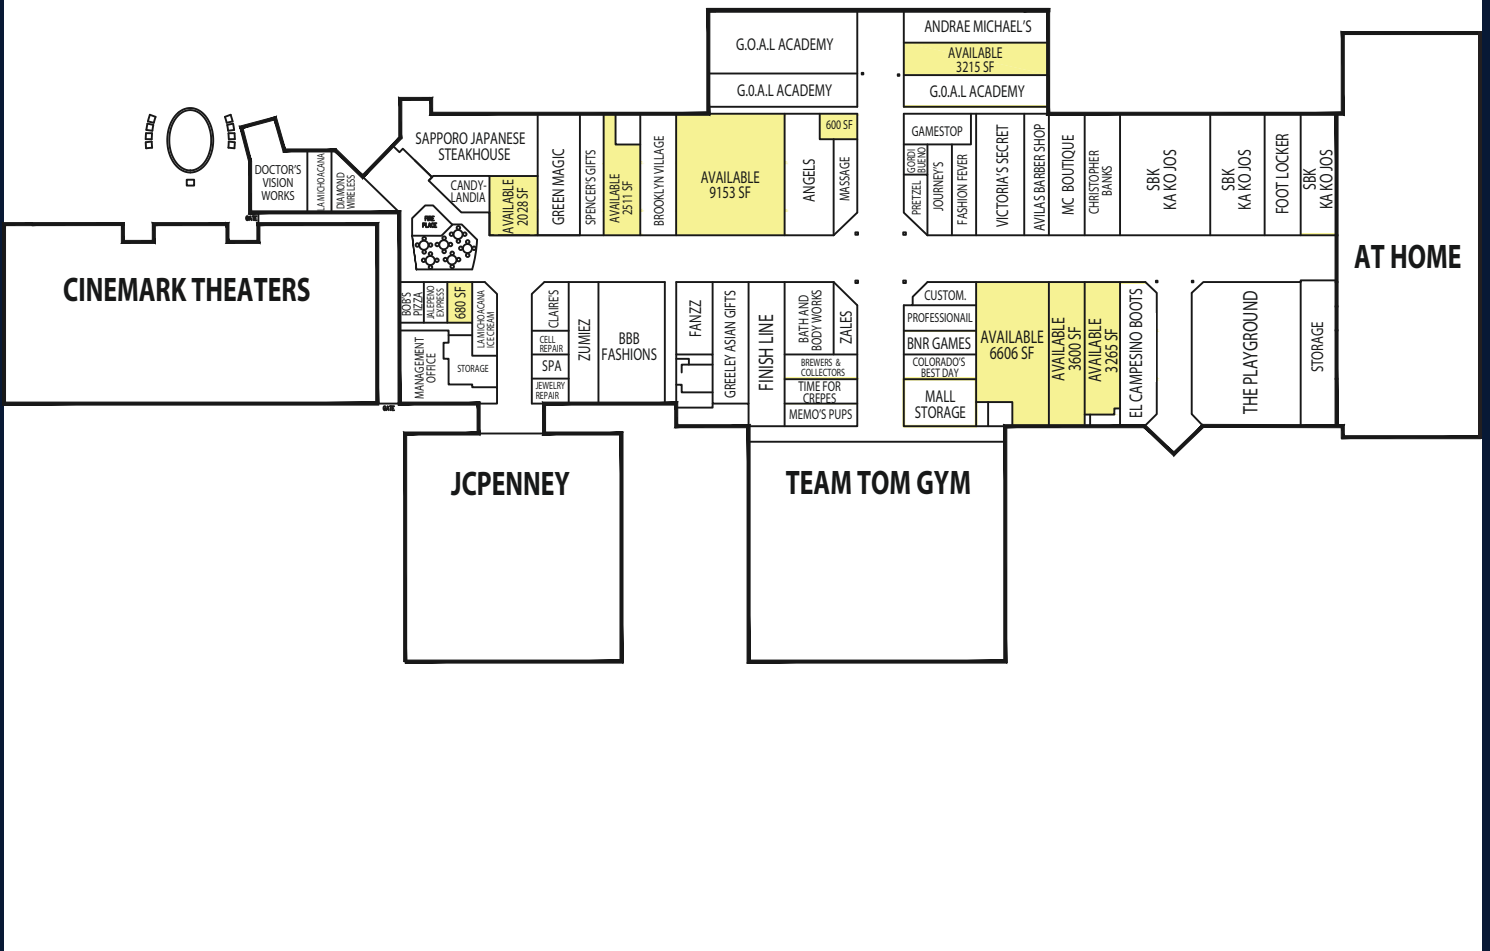 G.O.A.L ACADEMY
G.0.A.L ACADEMY
ANDRAE MICHAEL'S
AVAILABLE
3215 SF
G.0.A.L ACADEMY
DOCTOR'S
VISION
WORKS
LA MICHOACANA
DIAMOND
WIRELESS
SAPPORO JAPANESE
STEAKHOUSE
CANDY-
LANDIA
AVAILABLE
2028 SF
GREEN MAGIC
SPENCER'S GIFTS
AVAILABLE
2511 SF
BROOKLYN VILLAGE
AVAILABLE
9153 SF
ANGELS
600 SF
MASSAGE
GAMESTOP
GORDI
BUENO
PRETZEL
JOURNEY'S
FASHION FEVER
VICTORIA'S SECRET
AVILAS BARBER SHOP
MC BOUTIQUE
CHRISTOPHER
BANKS
SBK
KA KO JOS
SBK
KA KO JOS
FOOT LOCKER
SBK
KA KO JOS
AT HOME
GATE
FIRE
PLACE
CINEMARK THEATERS
BOB'S
PIZZA
JALEPENO
EXPRESS
680 SF
LA MICHOACANA
ICE CREAM
MANAGEMENT
OFFICE
STORAGE
GATE
CLAIRE'S
CELL
REPAIR
SPA
JEWELRY
REPAIR
ZUMIEZ
BBB
FASHIONS
FANZZ
GREELEY ASIAN GIFTS
FINISH LINE
BATH AND
BODY WORKS
ZALES
BREWERS &
COLLECTORS
TIME FOR
CREPES
MEMO'S PUPS
CUSTOM.
PROFESSIONAIL
BNR GAMES
COLORADO'S
BEST DAY
MALL
STORAGE
AVAILABLE
6606 SF
AVAILABLE
3600 SF
AVAILABLE
3265 SF
EL CAMPESINO BOOTS
THE PLAYGROUND
STORAGE
JCPENNEY
TEAM TOM GYM